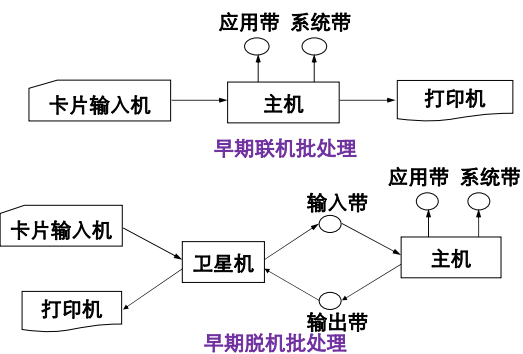 应用带 系统带
卡片输入机
主机
打印机
早期联机批处理
应用带 系统带
输入带
卡片输入机
卫星机
主机
打印机
输出带
早期脱机批处理